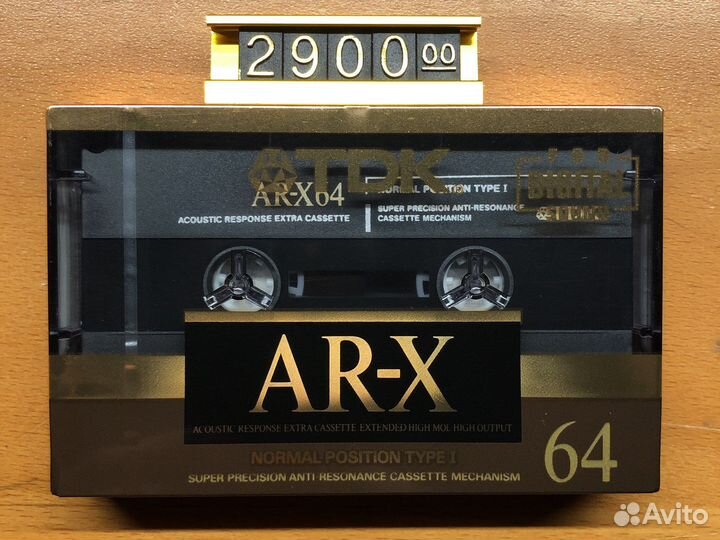 2900 00
TDK
AR-X64
ACOUSTIC RESPONSE EXTRA CASSETTE
NORMAL POSITION TYPE I
SUPER PRECISION ANTI-RESONANCE
CASSETTE MECHANISM
DIGITAL
AR-X
ACOUSTIC RESPONSE EXTRA CASSETTE EXTENDED HIGH MOL HIGH OUTPUT
NORMAL POSITION TYPE I
SUPER PRECISION ANTI-RESONANCE CASSETTE MECHANISM
64
Avito